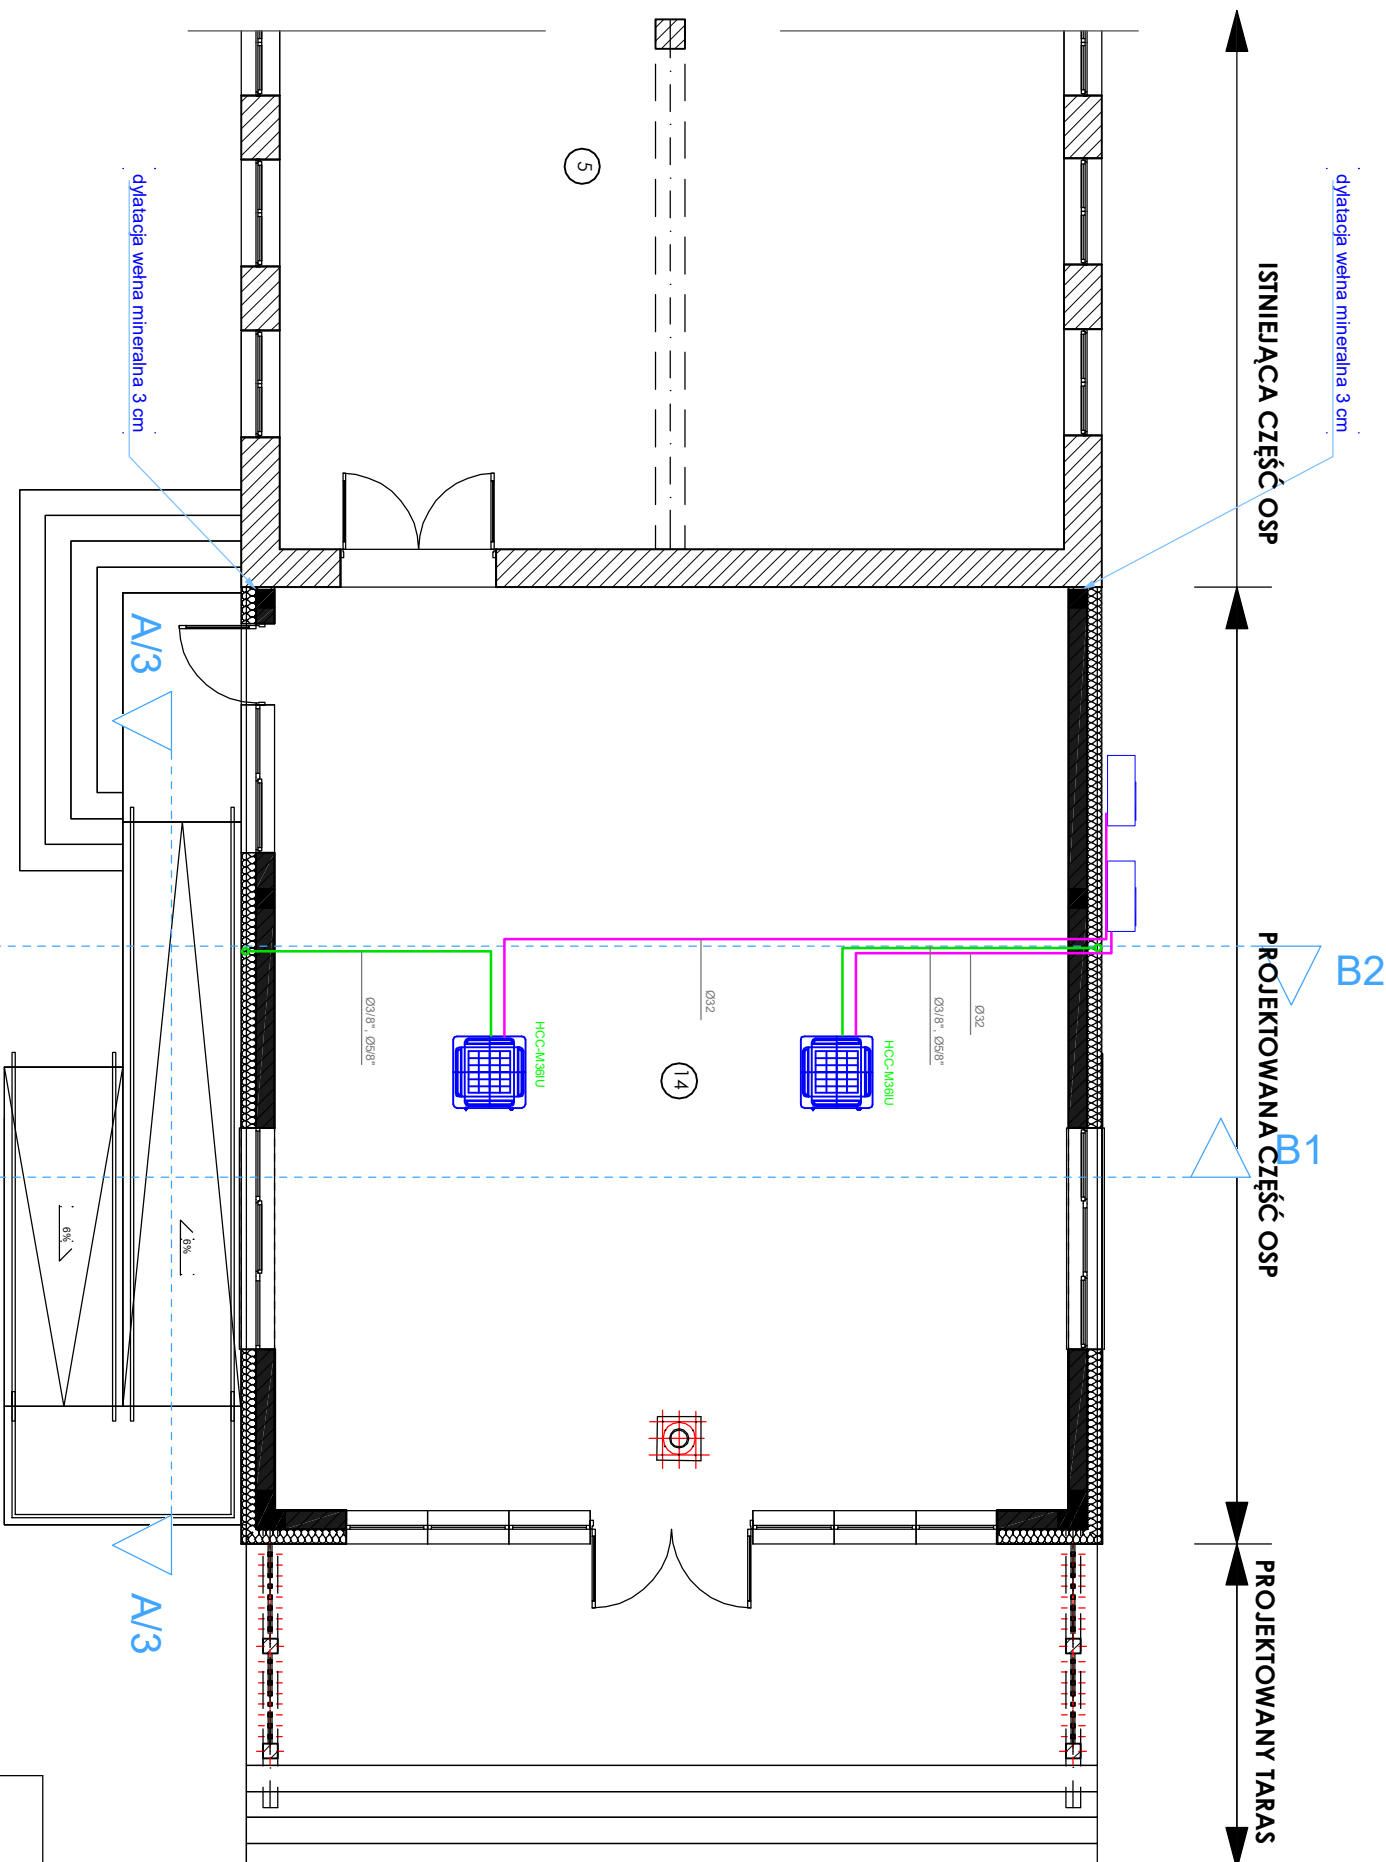 dylatacja wełna mineralna 3 cm
dylatacja wełna mineralna 3 cm
ISTNIEJĄCA CZĘŚĆ OSP
PROJEKTOWANA CZĘŚĆ OSP
PROJEKTOWANY TARAS
5
14
A/3
A/3
B2
B1
Ø3/8" , Ø5/8"
Ø32
Ø3/8" , Ø5/8"
Ø32
HCC-M36IU
HCC-M36IU
6%
6%